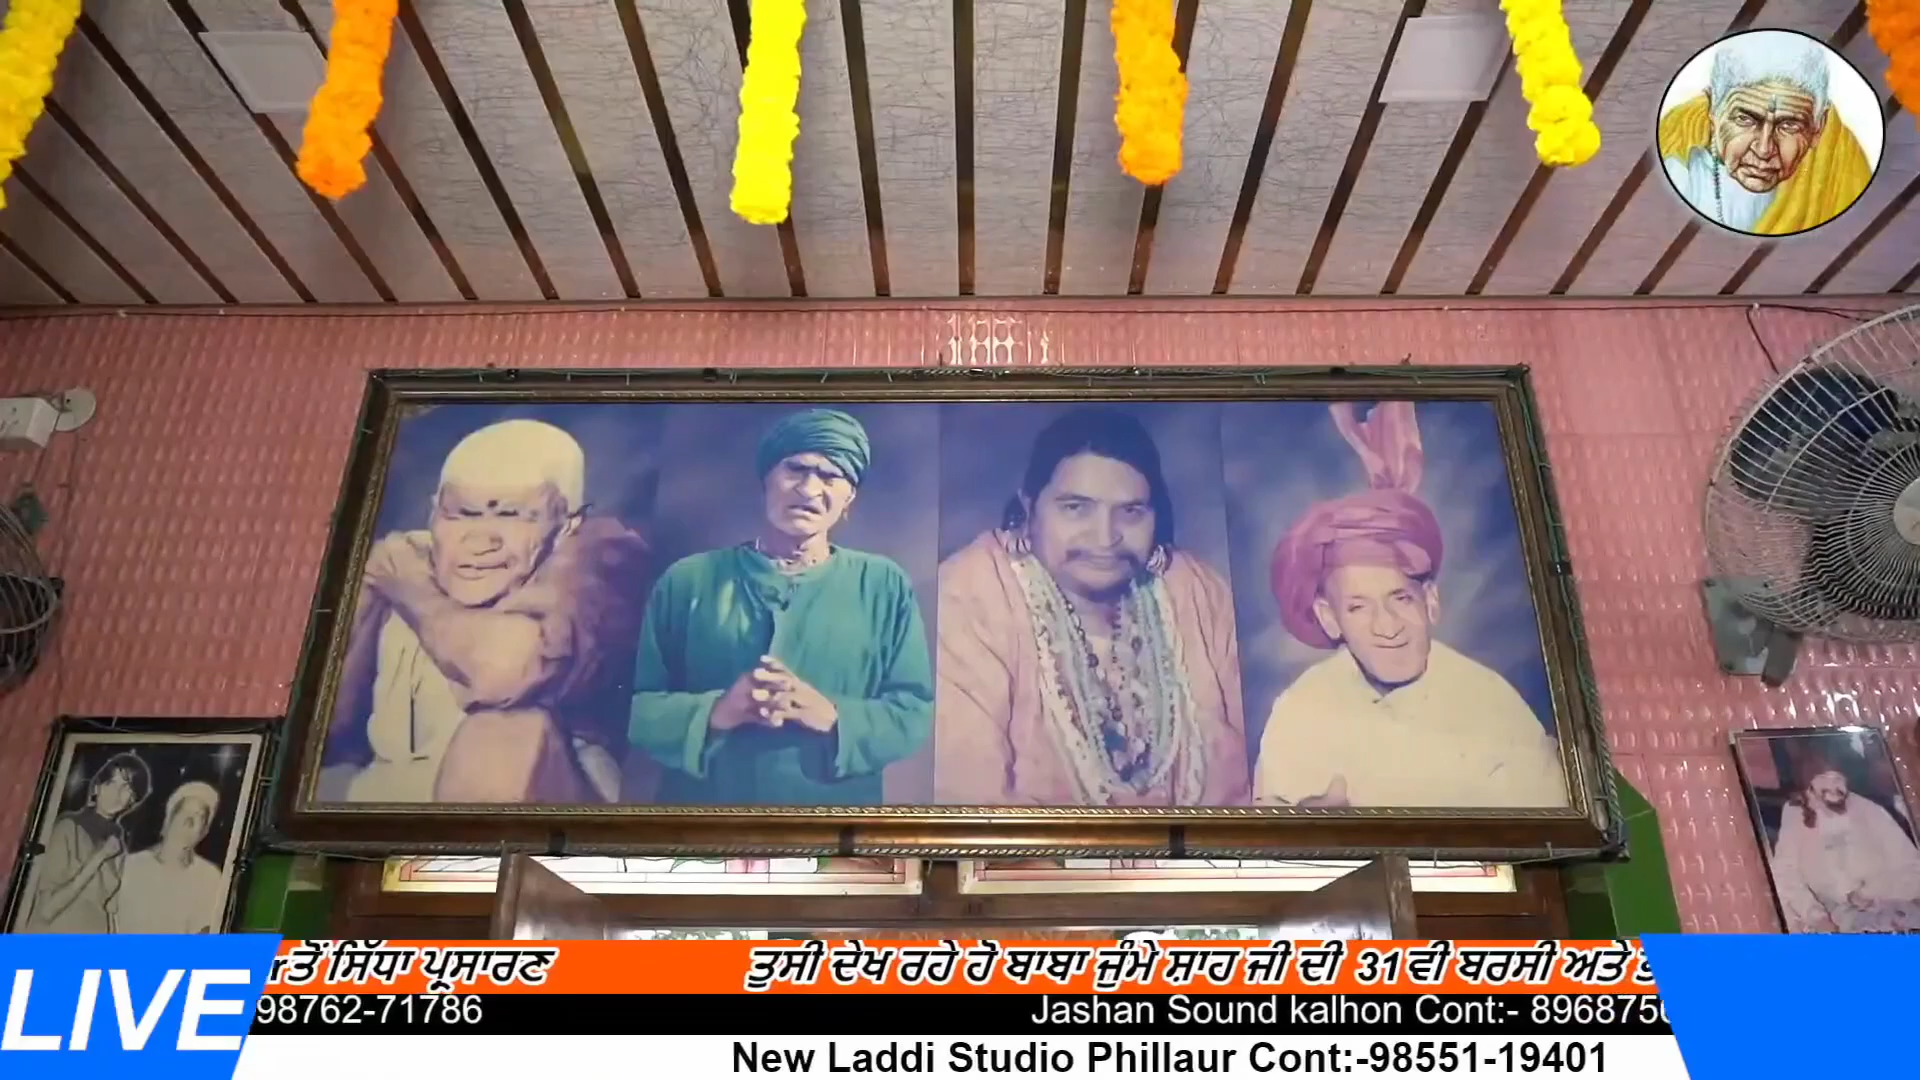 ਤੋਂ ਸਿੱਧਾ ਪ੍ਰਸਾਰਣ ਤੁਸੀ ਦੇਖ ਰਹੇ ਹੋ ਬਾਬਾ ਜੁੰਮੇ ਸ਼ਾਹ ਜੀ ਦੀ 31ਵੀ ਬਰਸੀ ਅਤੇ
LIVE
98762-71786 Jashan Sound kalhon Cont:- 896875
New Laddi Studio Phillaur Cont:-98551-19401